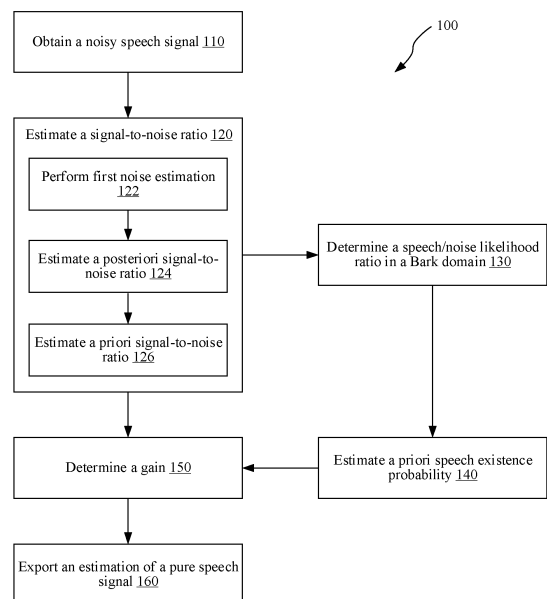 100
Obtain a noisy speech signal 110
Estimate a signal-to-noise ratio 120
Perform first noise estimation
122
Estimate a posteriori signal-to-
noise ratio 124
Estimate a priori signal-to-noise
ratio 126
Determine a speech/noise likelihood
ratio in a Bark domain 130
Determine a gain 150
Estimate a priori speech existence
probability 140
Export an estimation of a pure speech
signal 160